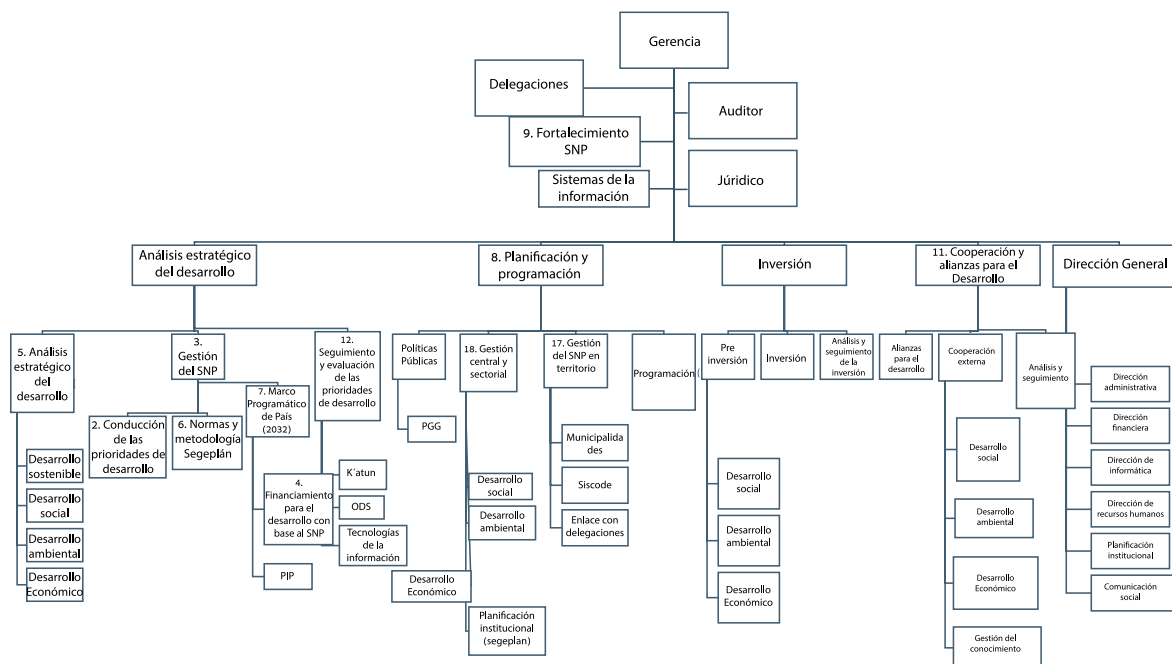 Gerencia
Delegaciones
Auditor
9. Fortalecimiento
SNP
Sistemas de la
información
Júridico
Análisis estratégico
del desarrollo
8. Planificación y
programación
Inversión
11. Cooperación y
alianzas para el
Desarrollo
Dirección General
5. Análisis
estratégico
del
desarrollo
3.
Gestión
del SNP
12.
Seguimiento
y evaluación
de las
prioridades
de desarrollo
Políticas
Públicas
18. Gestión
central y
sectorial
17. Gestión
del SNP en
territorio
Programación (
Pre
inversión
Inversión
Análisis y
seguimiento
de la
inversión
Alianzas
para el
desarrollo
Cooperación
externa
Análisis y
seguimiento
7. Marco
Programático
de País
(2032)
2. Conducción
de las
prioridades
de desarrollo
6. Normas y
metodología
Segeplán
4.
Financiamiento
para el
desarrollo con
base al SNP
PJP
Desarrollo
sostenible
Desarrollo
social
Desarrollo
ambiental
Desarrollo
Económico
K´atun
ODS
Tecnologías
de la
información
PGG
Desarrollo
social
Desarrollo
ambiental
Desarrollo
Económico
Planificación
institucional
(segeplan)
Municipalida
des
Siscode
Enlace con
delegaciones
Desarrollo
social
Desarrollo
ambiental
Desarrollo
Económico
Desarrollo
social
Desarrollo
ambiental
Desarrollo
Económico
Gestión del
conocimiento
Dirección
administrativa
Dirección
financiera
Dirección de
informática
Dirección de
recursos humanos
Planificación
institucional
Comunicación
social